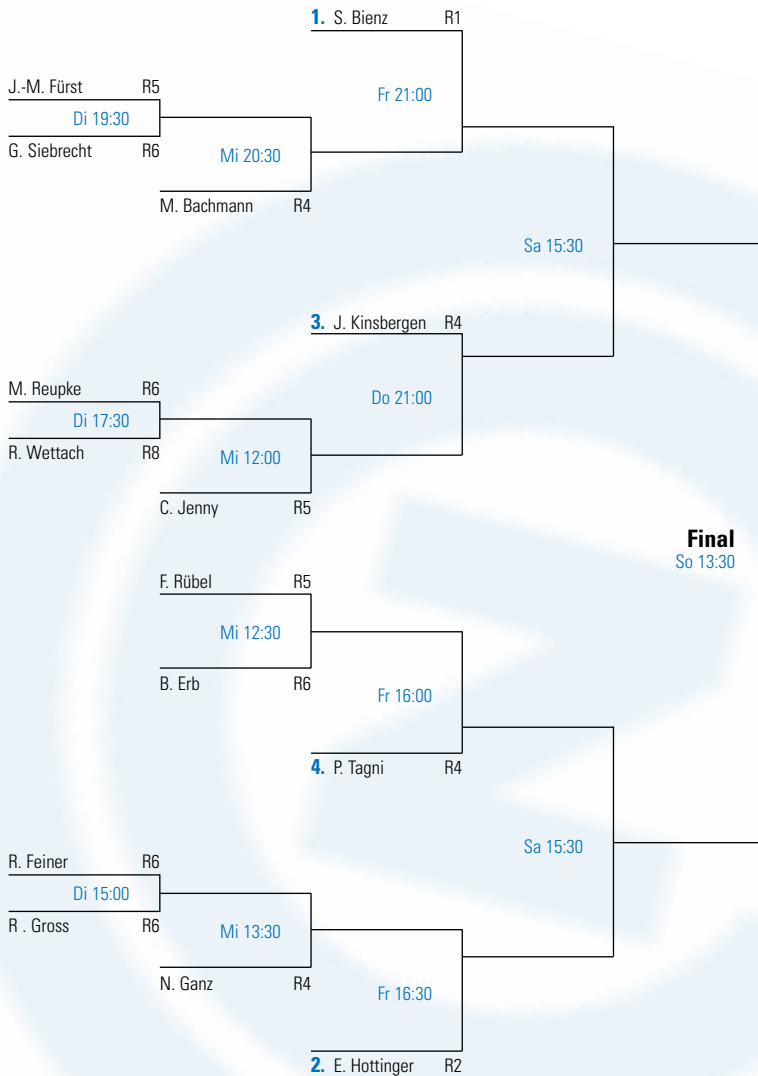 1. S. Bienz R1
J.-M. Fürst R5
Fr 21:00
Di 19:30
G. Siebrecht R6
Mi 20:30
M. Bachmann R4
Sa 15:30
3. J. Kinsbergen R4
M. Reupke R6
Do 21:00
Di 17:30
R. Wettach R8
Mi 12:00
C. Jenny R5
Final
So 13:30
F. Rübel R5
Mi 12:30
B. Erb R6
Fr 16:00
4. P. Tagni R4
Sa 15:30
R. Feiner R6
Di 15:00
R . Gross R6
Mi 13:30
N. Ganz R4
Fr 16:30
2. E. Hottinger R2